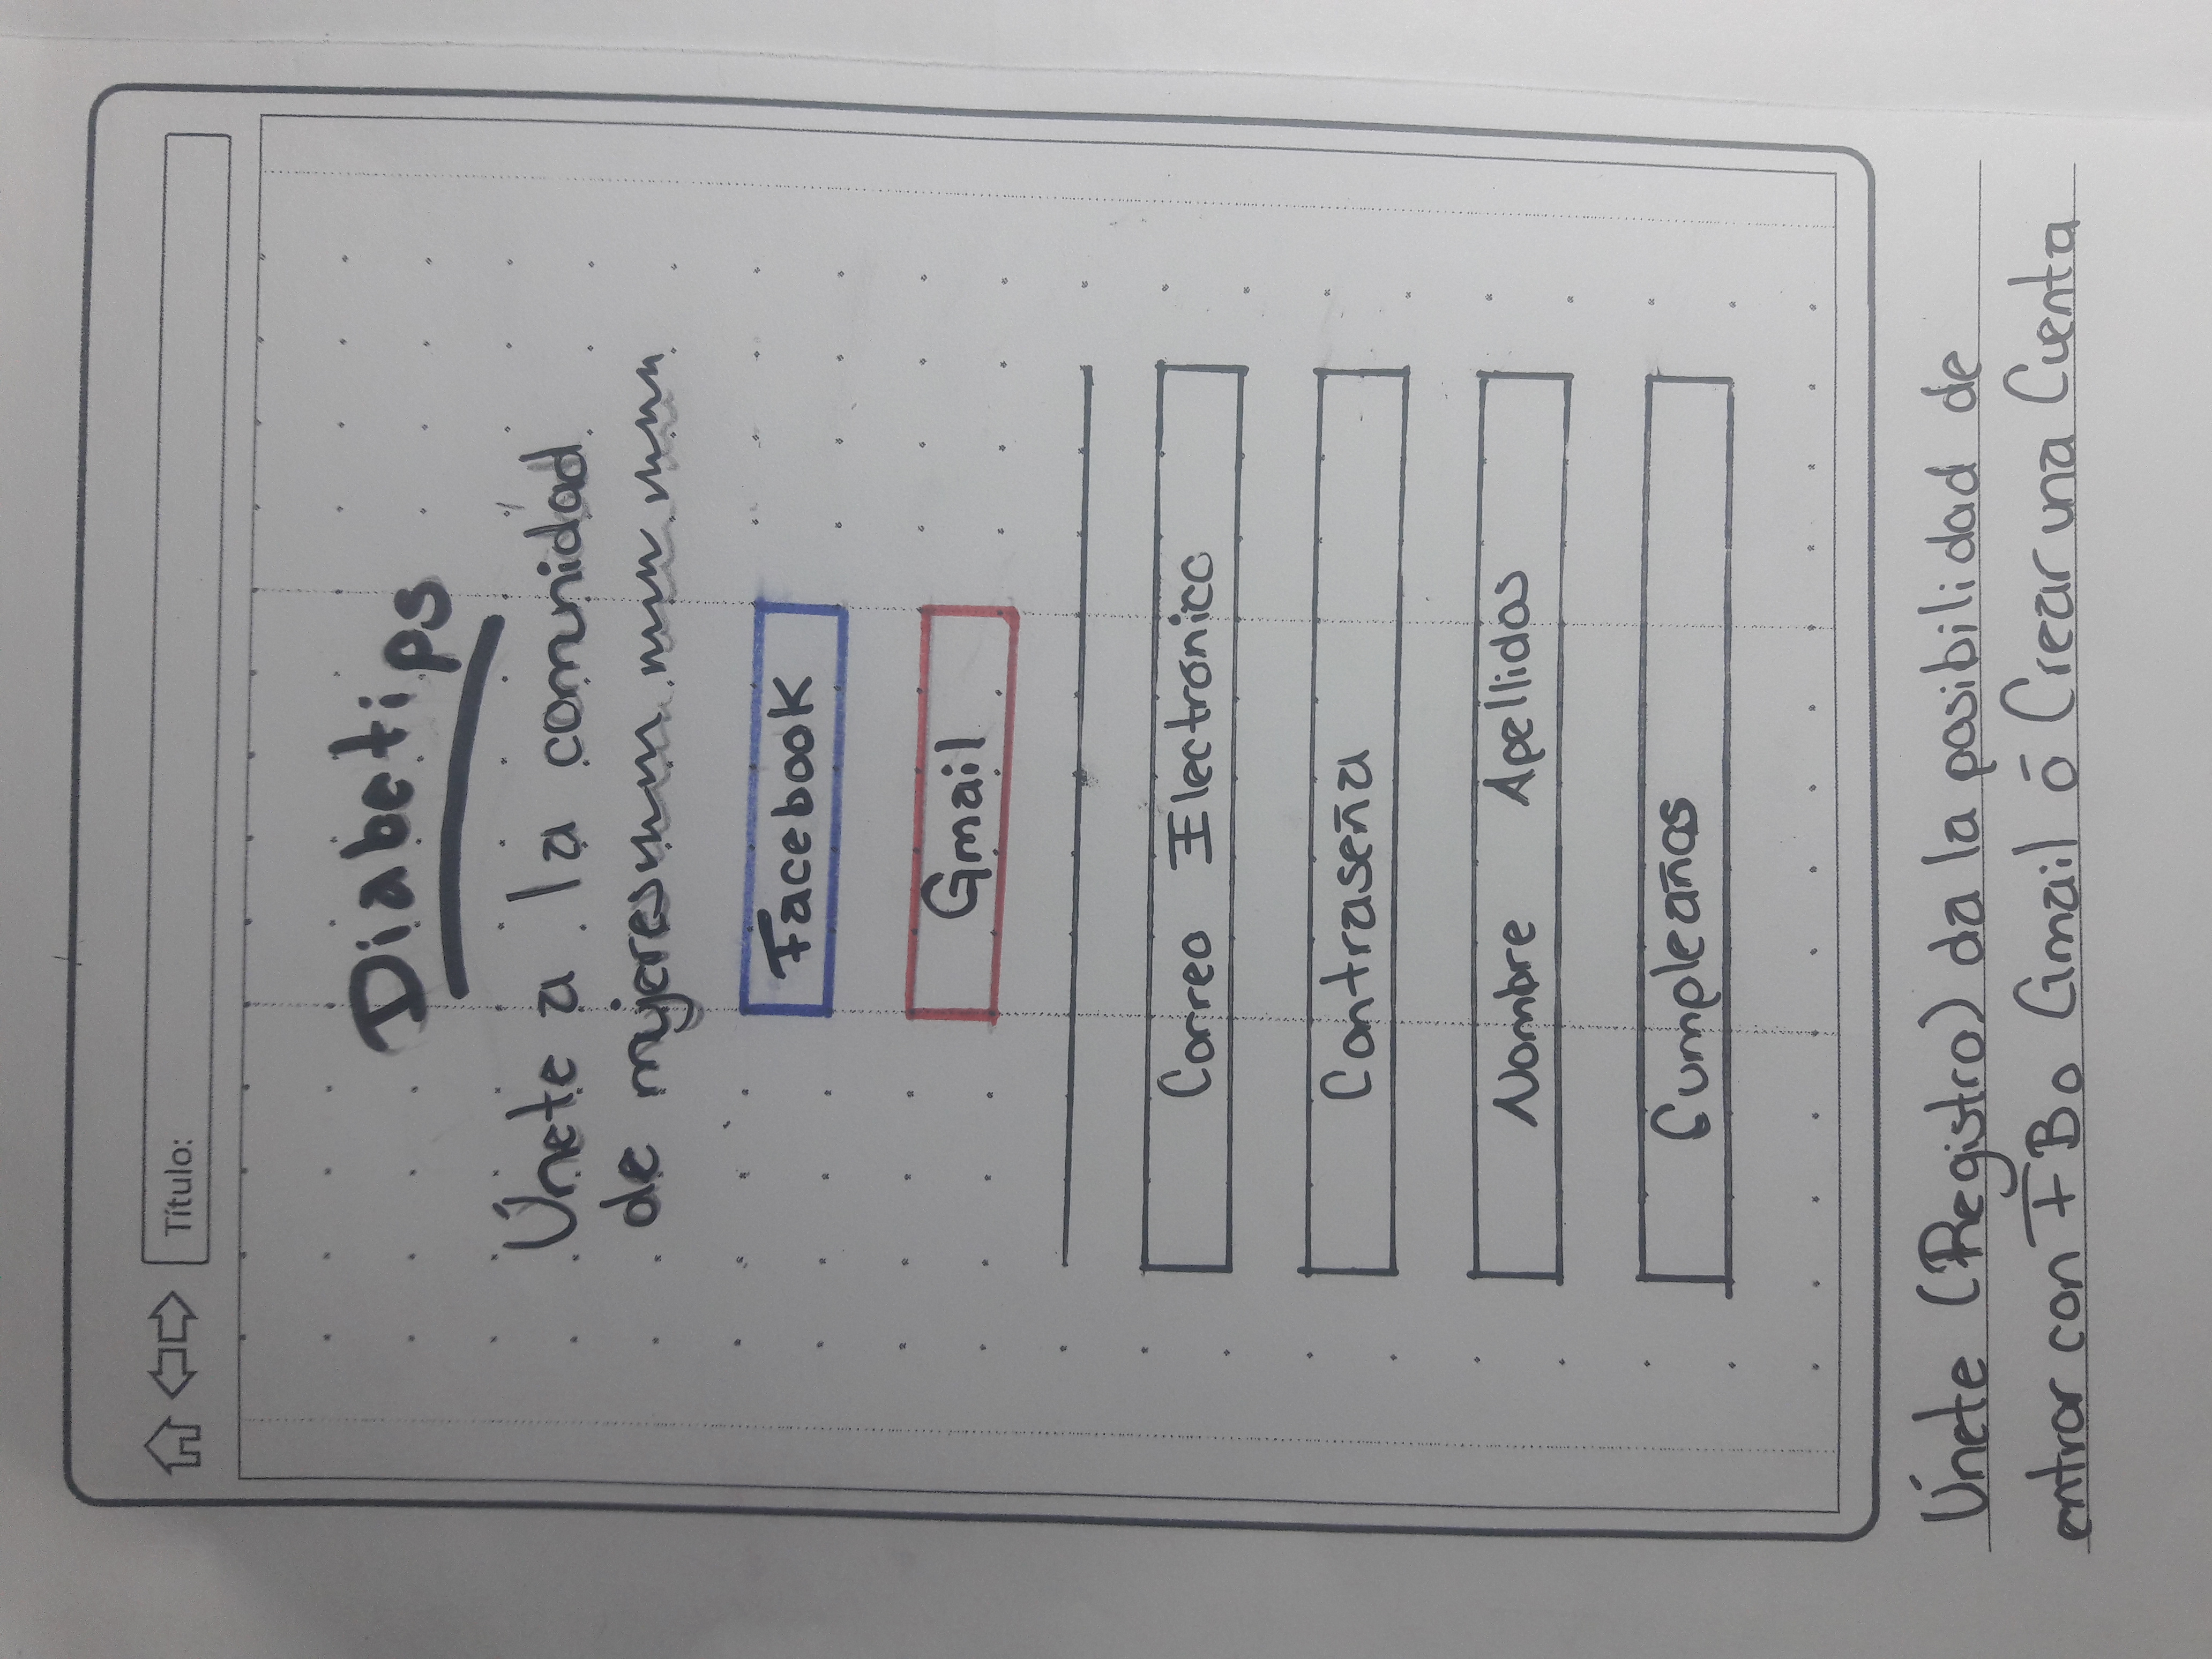 Título:
Diabetips
Únete a la comunidad
de mujeres
Facebook
Gmail
Correo Electrónico
Contraseña
Nombre Apellidos
Cumpleaños
Únete (Registro) da la posibilidad de
entrar con FB o Gmail ó Crear una Cuenta